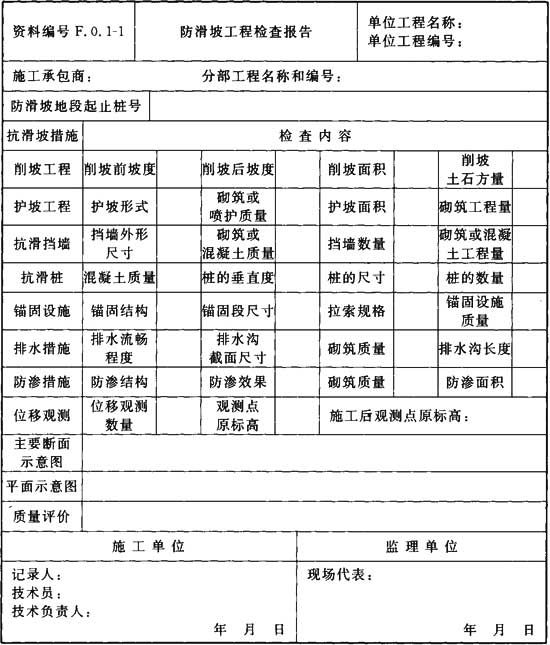 资料编号 F.0.1-1
防滑坡工程检查报告
单位工程名称：
单位工程编号：
施工承包商：
分部工程名称和编号：
防滑坡地段起止桩号
抗滑坡措施
检查内容
削坡工程
削坡前坡度
削坡后坡度
削坡面积
削坡
土石方量
护坡工程
护坡形式
砌筑或
喷护质量
护坡面积
砌筑工程量
抗滑挡墙
挡墙外形
尺寸
砌筑或
混凝土质量
挡墙数量
砌筑或混凝
土工程量
抗滑桩
混凝土质量
桩的垂直度
桩的尺寸
桩的数量
锚固设施
锚固结构
锚固段尺寸
拉索规格
锚固设施
质量
排水措施
排水流畅
程度
排水沟
截面尺寸
砌筑质量
排水沟长度
防渗措施
防渗结构
防渗效果
砌筑质量
防渗面积
位移观测
位移观测
数量
观测点
原标高
施工后观测点原标高：
主要断面
示意图
平面示意图
质量评价
施工单位
监理单位
记录人：
技术员：
技术负责人：
年 月 日
现场代表：
年 月 日